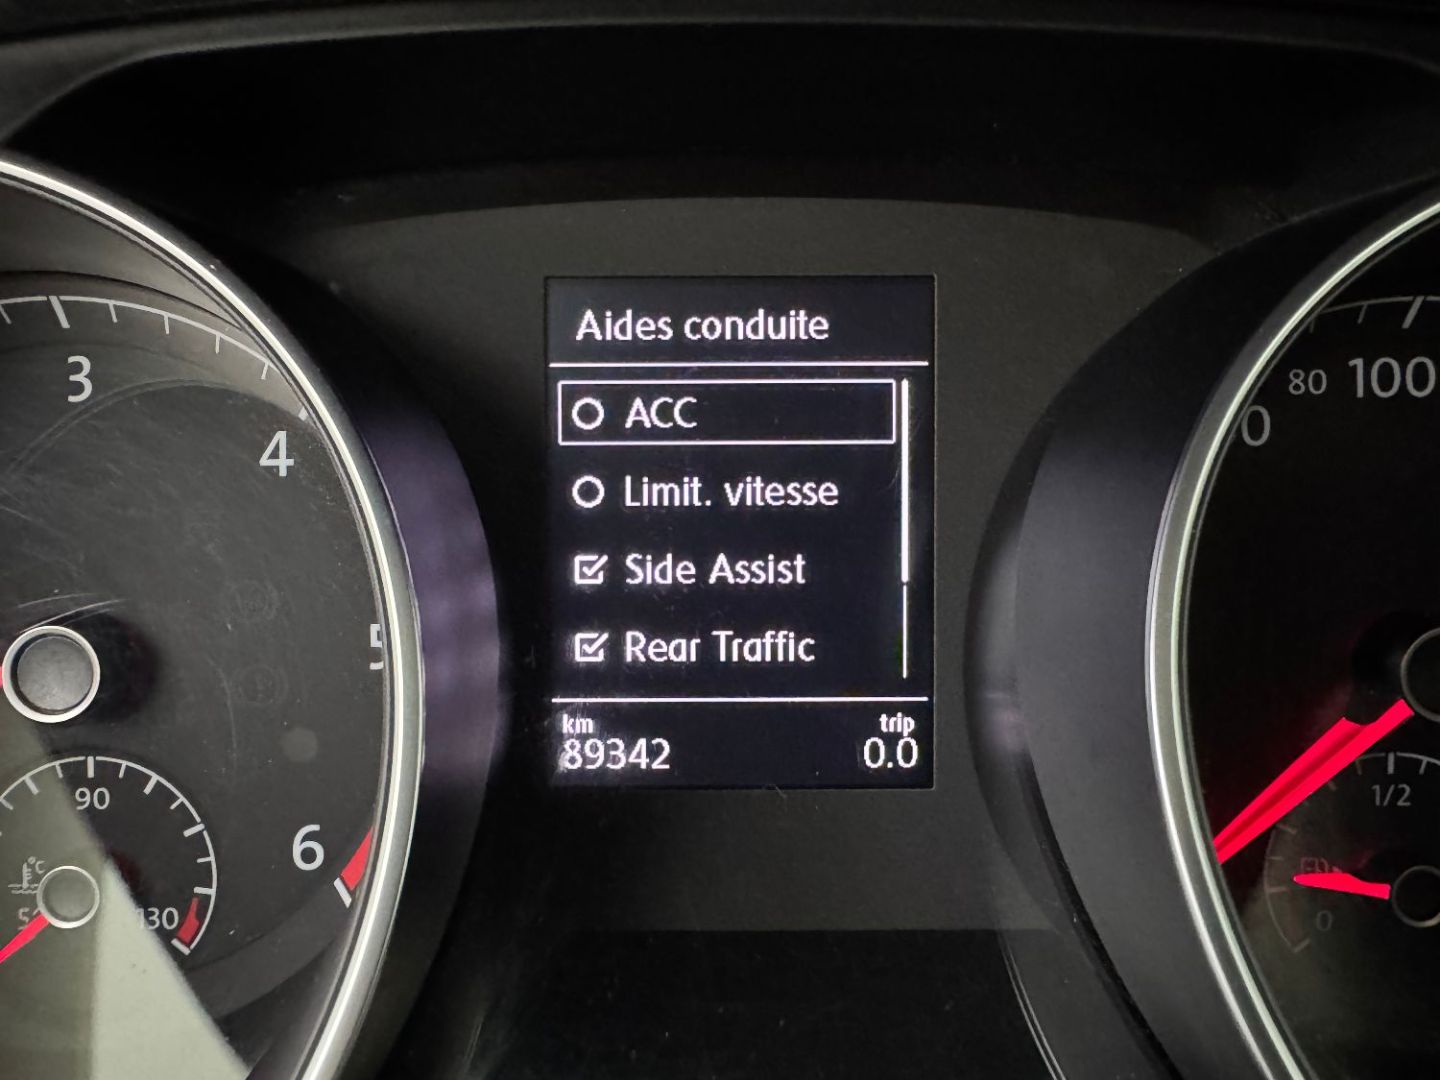 Aides conduite
ACC
Limit. vitesse
Side Assist
Rear Traffic
km trip
89342 0.0
3
4
5
6
90
130
°C
80 100
1/2
0